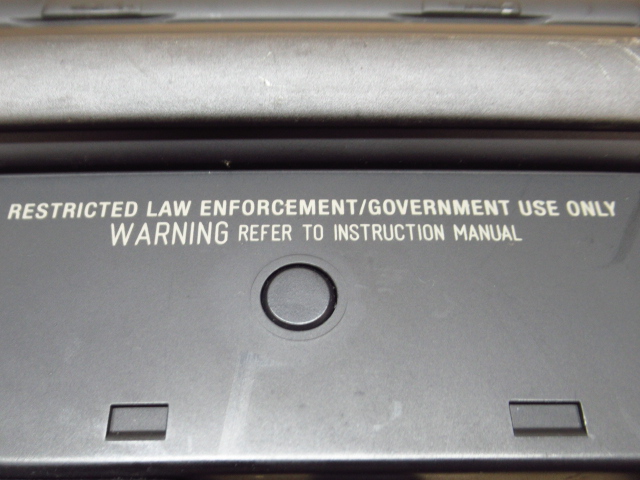 RESTRICTED LAW ENFORCEMENT/GOVERNMENT USE ONLY
WARNING REFER TO INSTRUCTION MANUAL